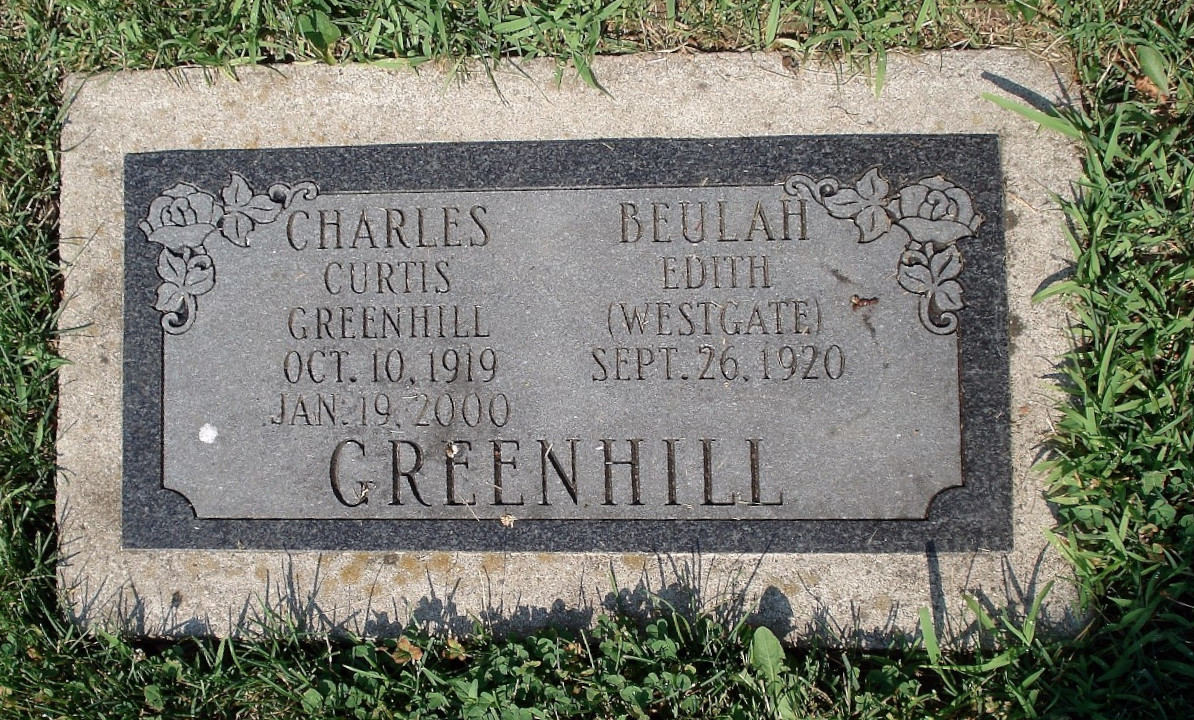 CHARLES
CURTIS
GREENHILL
OCT. 10, 1919
JAN. 19, 2000
BEULAH
EDITH
(WESTGATE)
SEPT. 26, 1920
GREENHILL